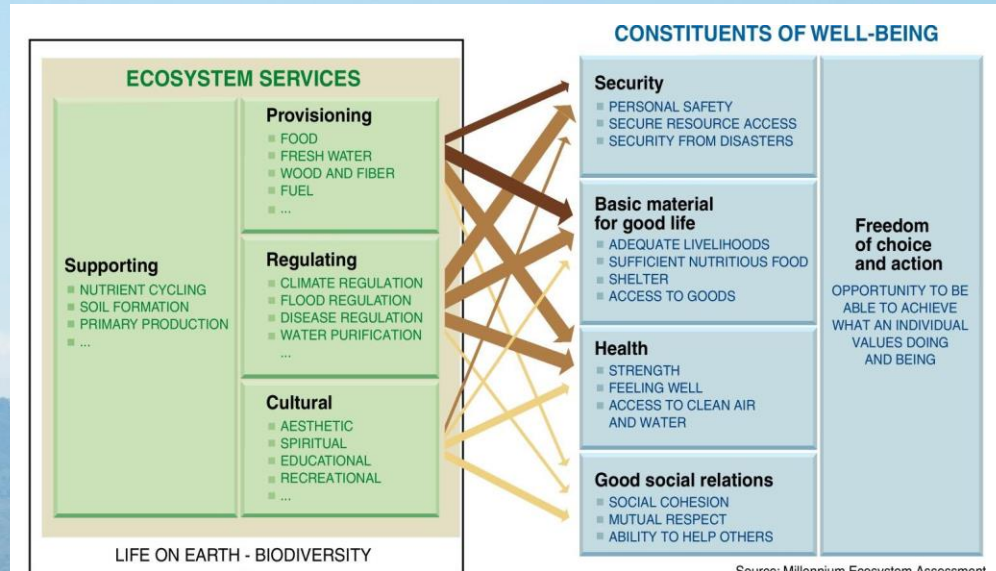 CONSTITUENTS OF WELL-BEING
ECOSYSTEM SERVICES
Supporting
NUTRIENT CYCLING
SOIL FORMATION
PRIMARY PRODUCTION
...
Provisioning
FOOD
FRESH WATER
WOOD AND FIBER
FUEL
...
Regulating
CLIMATE REGULATION
FLOOD REGULATION
DISEASE REGULATION
WATER PURIFICATION
...
Cultural
AESTHETIC
SPIRITUAL
EDUCATIONAL
RECREATIONAL
...
LIFE ON EARTH - BIODIVERSITY
Security
PERSONAL SAFETY
SECURE RESOURCE ACCESS
SECURITY FROM DISASTERS
Basic material
for good life
ADEQUATE LIVELIHOODS
SUFFICIENT NUTRITIOUS FOOD
SHELTER
ACCESS TO GOODS
Health
STRENGTH
FEELING WELL
ACCESS TO CLEAN AIR
AND WATER
Good social relations
SOCIAL COHESION
MUTUAL RESPECT
ABILITY TO HELP OTHERS
Freedom
of choice
and action
OPPORTUNITY TO BE
ABLE TO ACHIEVE
WHAT AN INDIVIDUAL
VALUES DOING
AND BEING
Source: Millennium Ecosystem Assessment